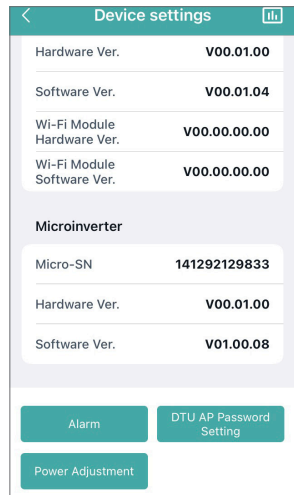 Device settings
Hardware Ver. V00.01.00
Software Ver. V00.01.04
Wi-Fi Module
Hardware Ver. V00.00.00.00
Wi-Fi Module
Software Ver. V00.00.00.00
Microinverter
Micro-SN 141292129833
Hardware Ver. V00.01.00
Software Ver. V01.00.08
Alarm
DTU AP Password
Setting
Power Adjustment